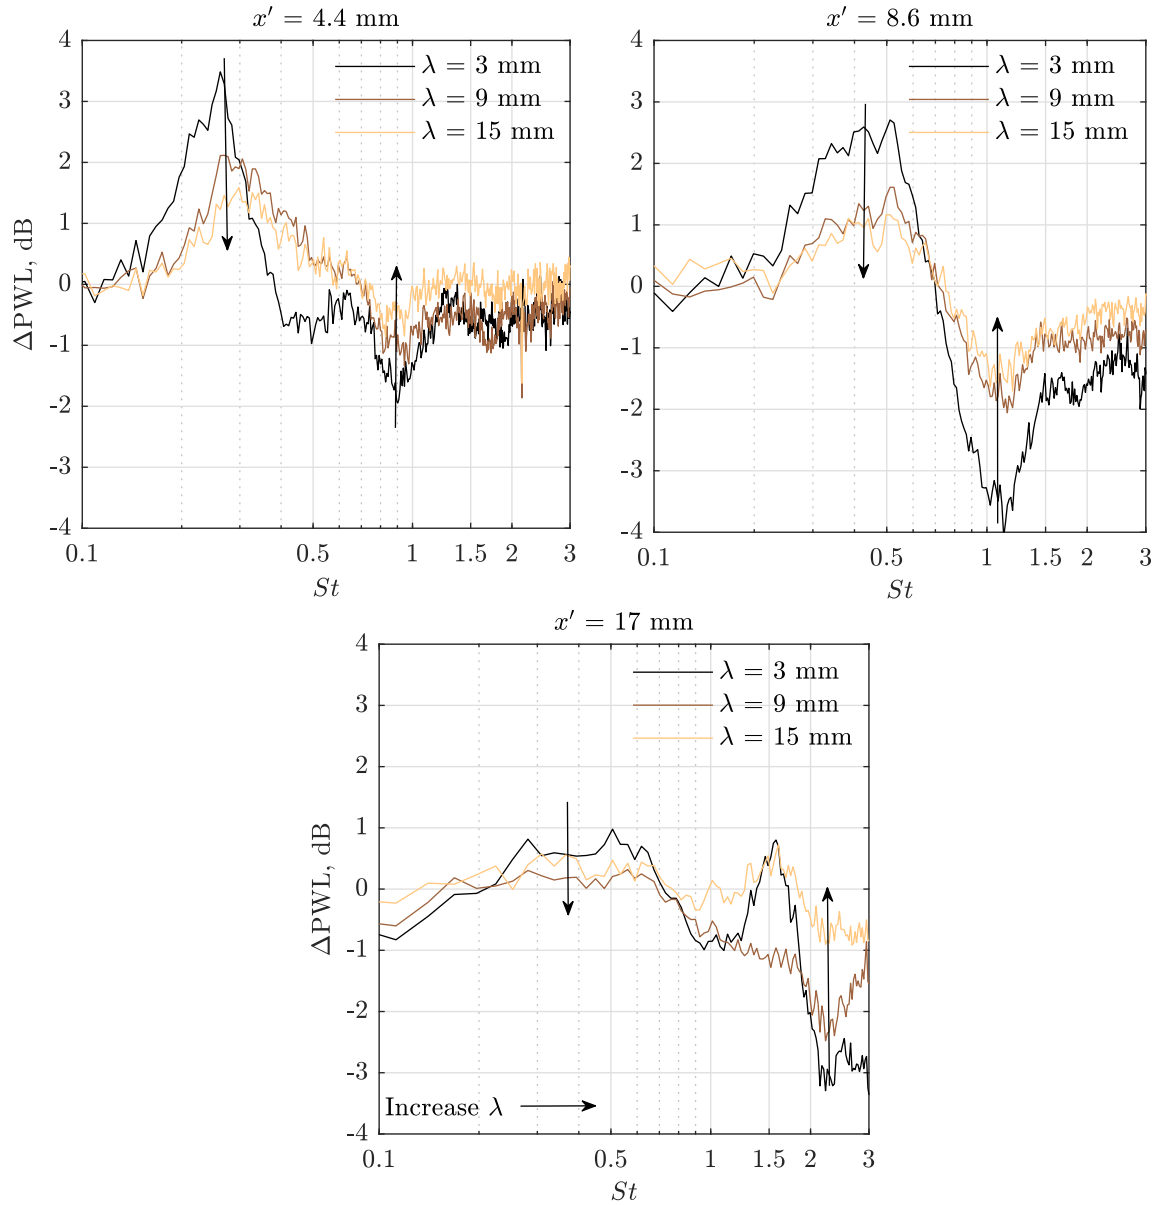 x′ = 4.4 mm
4
3
2
1
0
-1
-2
-3
-4
ΔPWL, dB
λ = 3 mm
λ = 9 mm
λ = 15 mm
0.1 0.5 1 1.5 2 3
St
x′ = 8.6 mm
4
3
2
1
0
-1
-2
-3
-4
λ = 3 mm
λ = 9 mm
λ = 15 mm
0.1 0.5 1 1.5 2 3
St
x′ = 17 mm
4
3
2
1
0
-1
-2
-3
-4
ΔPWL, dB
λ = 3 mm
λ = 9 mm
λ = 15 mm
Increase λ
0.1 0.5 1 1.5 2 3
St